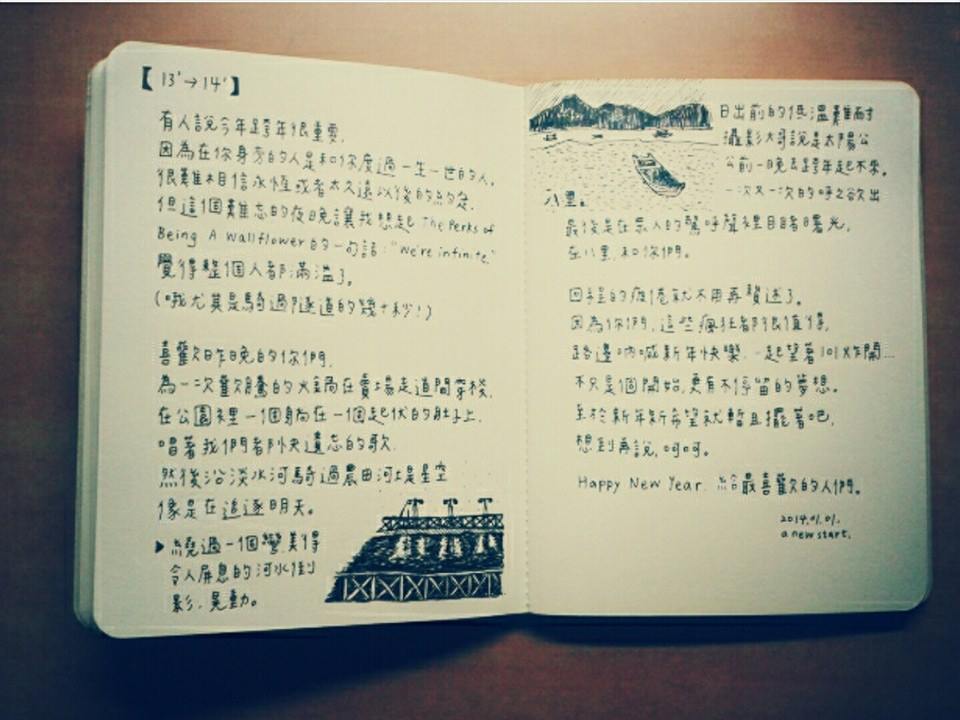 【13'→14'】
有人說今年跨年很重要,
因為在你身旁的人是和你度過一生一世的人,
很難相信永恆或者太久遠以後的約定,
但這個難忘的夜晚讓我想起 The Perks of
Being A Wallflower 的一句話:"We're infinite."
覺得整個人都滿溢了。
(哦尤其是騎過隧道的幾十秒!)
喜歡昨晚的你們,
為一次歡騰的火鍋在賣場走道間穿梭,
在公園裡一個躺在一個起伏的肚子上,
唱著我們都快遺忘的歌.
然後沿淡水河騎過農田河堤星空
像是在追逐明天。
▶繞過一個彎,美得
令人屏息的河水倒
影,晃動。
日出前的低溫難耐
攝影大哥說是太陽公
公前一晚去跨年起不來,
一次又一次的呼之欲出
八里。
最後是在眾人的驚呼聲裡目睹曙光,
在八里,和你們。
回程的疲倦就不用再贅述了。
因為你們,這些瘋狂都很值得,
路邊吶喊新年快樂,一起望著101炸開...
不只是個開始,更有不停留的夢想。
至於新年新希望就暫且擺著吧,
想到再說,呵呵。
Happy New Year. 給最喜歡的人們。
2014.01.01.
a new start.